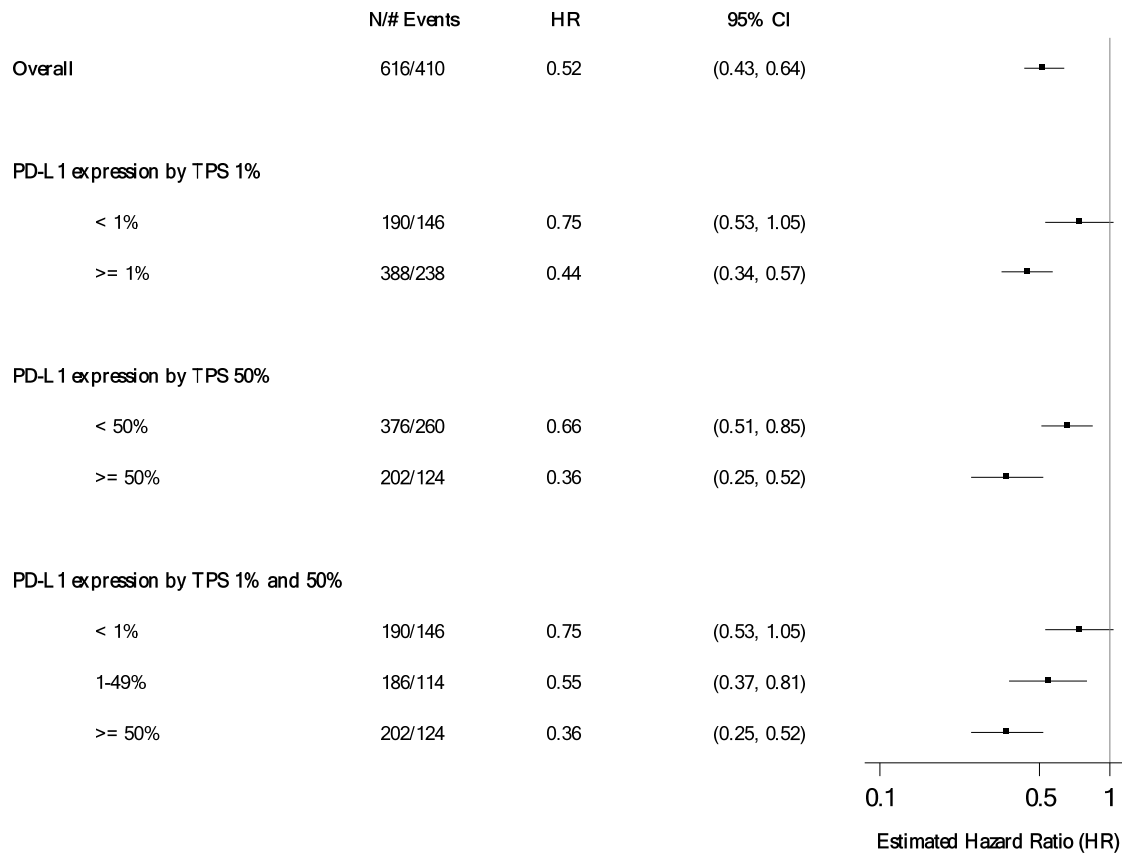 N/# Events HR 95% CI
Overall 616/410 0.52 (0.43, 0.64)
PD-L1 expression by TPS 1%
< 1% 190/146 0.75 (0.53, 1.05)
>= 1% 388/238 0.44 (0.34, 0.57)
PD-L1 expression by TPS 50%
< 50% 376/260 0.66 (0.51, 0.85)
>= 50% 202/124 0.36 (0.25, 0.52)
PD-L1 expression by TPS 1% and 50%
< 1% 190/146 0.75 (0.53, 1.05)
1-49% 186/114 0.55 (0.37, 0.81)
>= 50% 202/124 0.36 (0.25, 0.52)
0.1 0.5 1
Estimated Hazard Ratio (HR)